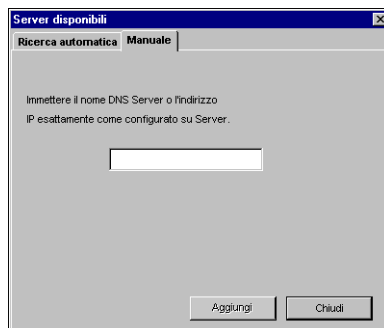 Server disponibili
Ricerca automatica Manuale
Immettere il nome DNS Server o l'indirizzo
IP esattamente come configurato su Server.
Aggiungi Chiudi